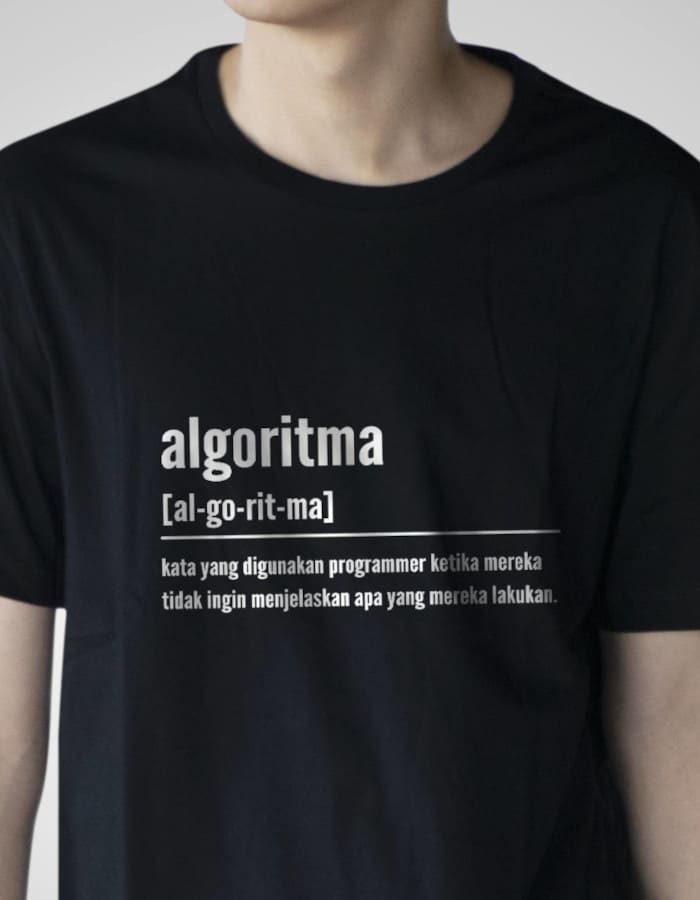 algoritma
[al-go-rit-ma]
kata yang digunakan programmer ketika mereka
tidak ingin menjelaskan apa yang mereka lakukan.